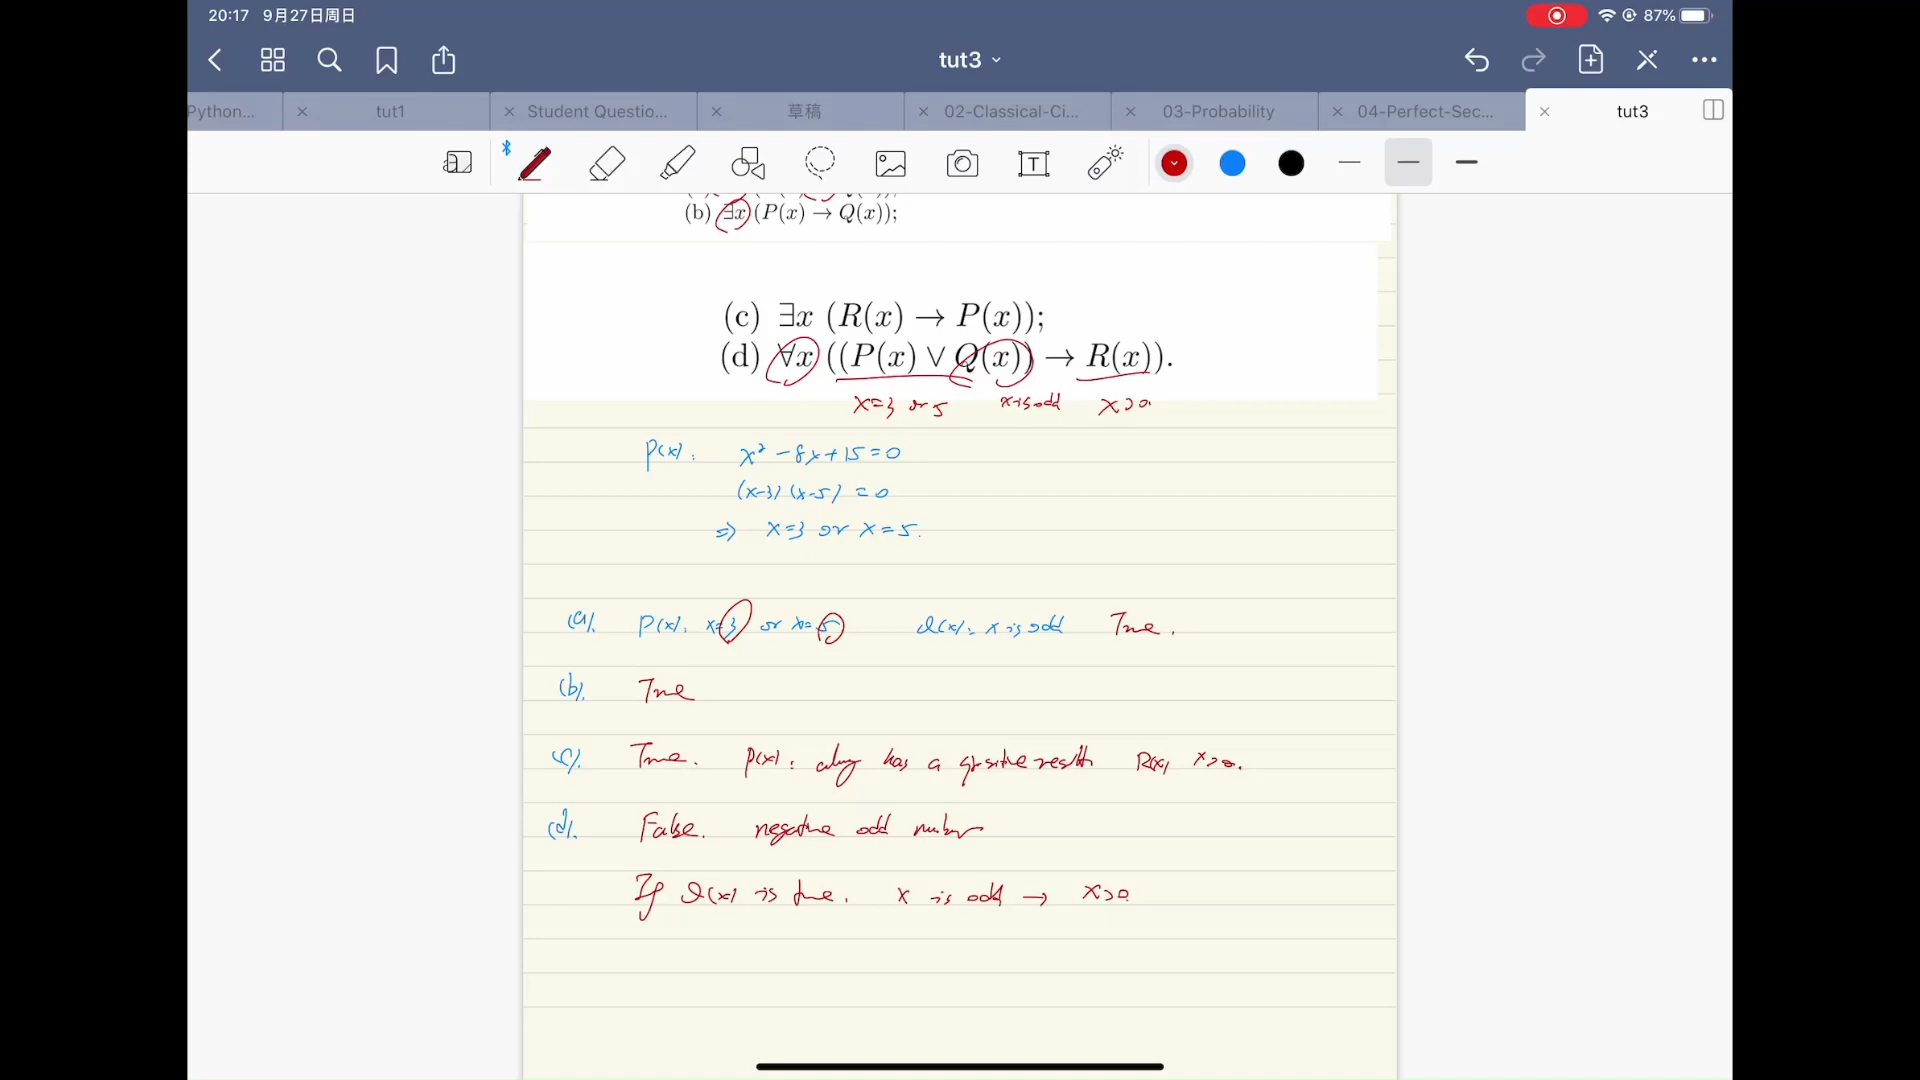 20:17 9月27日周日 87%
tut3
Python... tut1 Student Questio... 草稿 02-Classical-Ci... 03-Probability 04-Perfect-Sec... tut3
(b) ∃x (P(x) → Q(x));
(c) ∃x (R(x) → P(x));
(d) ∀x ((P(x) ∨ Q(x)) → R(x)).
x=3 or 5 x is odd x>0
P(x): x² - 8x + 15 = 0
(x-3)(x-5) = 0
⇒ x=3 or x=5.
(a). P(x): x=3 or x=5 Q(x): x is odd True.
(b). True
(c). True. P(x): has a positive result R(x) x>0.
(d). False. negative odd number
If Q(x) is true. x is odd → x>0